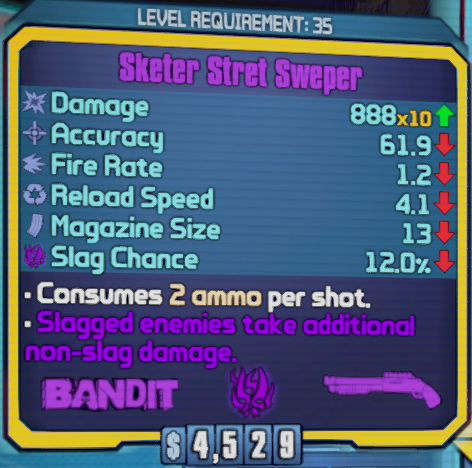 LEVEL REQUIREMENT: 35
Sketer Stret Sweper
Damage 888x10
Accuracy 61.9
Fire Rate 1.2
Reload Speed 4.1
Magazine Size 13
Slag Chance 12.0%
• Consumes 2 ammo per shot.
• Slagged enemies take additional
non-slag damage.
BANDIT
$ 4,529